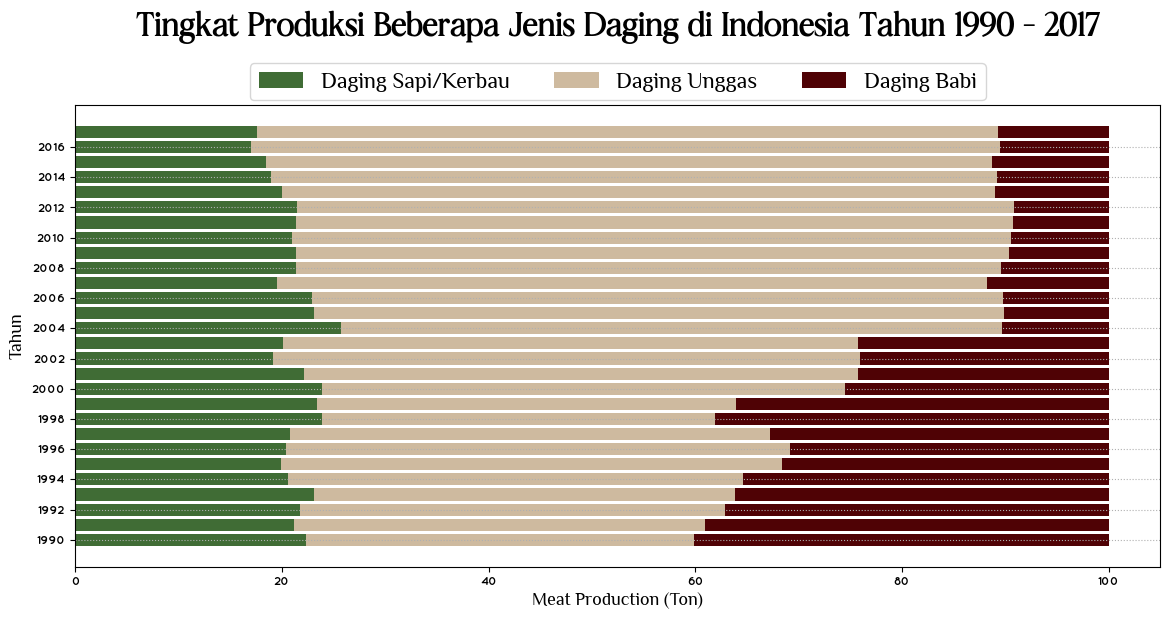 Tingkat Produksi Beberapa Jenis Daging di Indonesia Tahun 1990 - 2017
Daging Sapi/Kerbau Daging Unggas Daging Babi
2016
2014
2012
2010
2008
2006
2004
2002
2000
1998
1996
1994
1992
1990
Tahun
0 20 40 60 80 100
Meat Production (Ton)